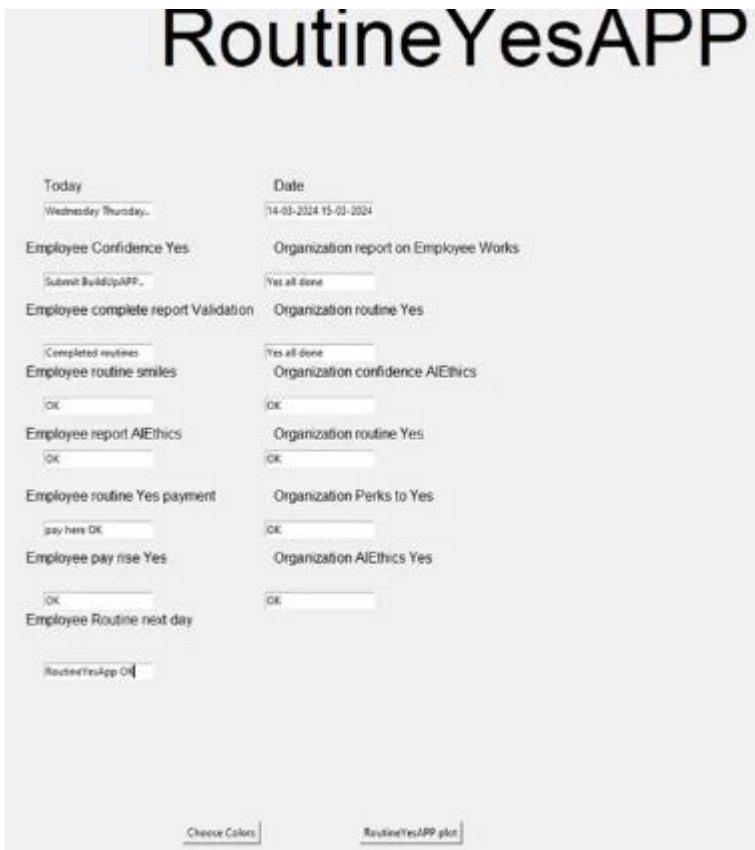 RoutineYesAPP
Today Date
Wednesday Thursday.. 14-03-2024 15-03-2024
Employee Confidence Yes Organization report on Employee Works
Submit BuildUpAPP.. Yes all done
Employee complete report Validation Organization routine Yes
Completed routines Yes all done
Employee routine smiles Organization confidence AIEthics
OK OK
Employee report AIEthics Organization routine Yes
OK OK
Employee routine Yes payment Organization Perks to Yes
pay here OK OK
Employee pay rise Yes Organization AIEthics Yes
OK OK
Employee Routine next day
RoutineYesApp OK
Choose Colors RoutineYesAPP plot